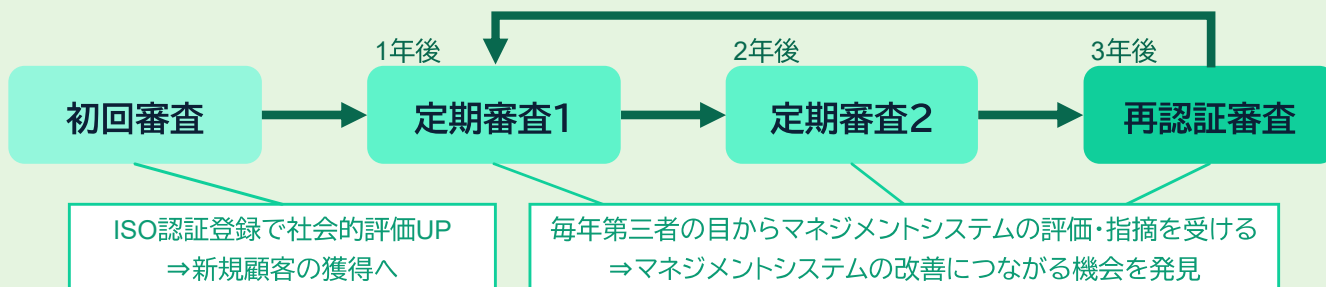 1年後
2年後
3年後
初回審査
定期審査1
定期審査2
再認証審査
ISO認証登録で社会的評価UP
⇒新規顧客の獲得へ
毎年第三者の目からマネジメントシステムの評価・指摘を受ける
⇒マネジメントシステムの改善につながる機会を発見